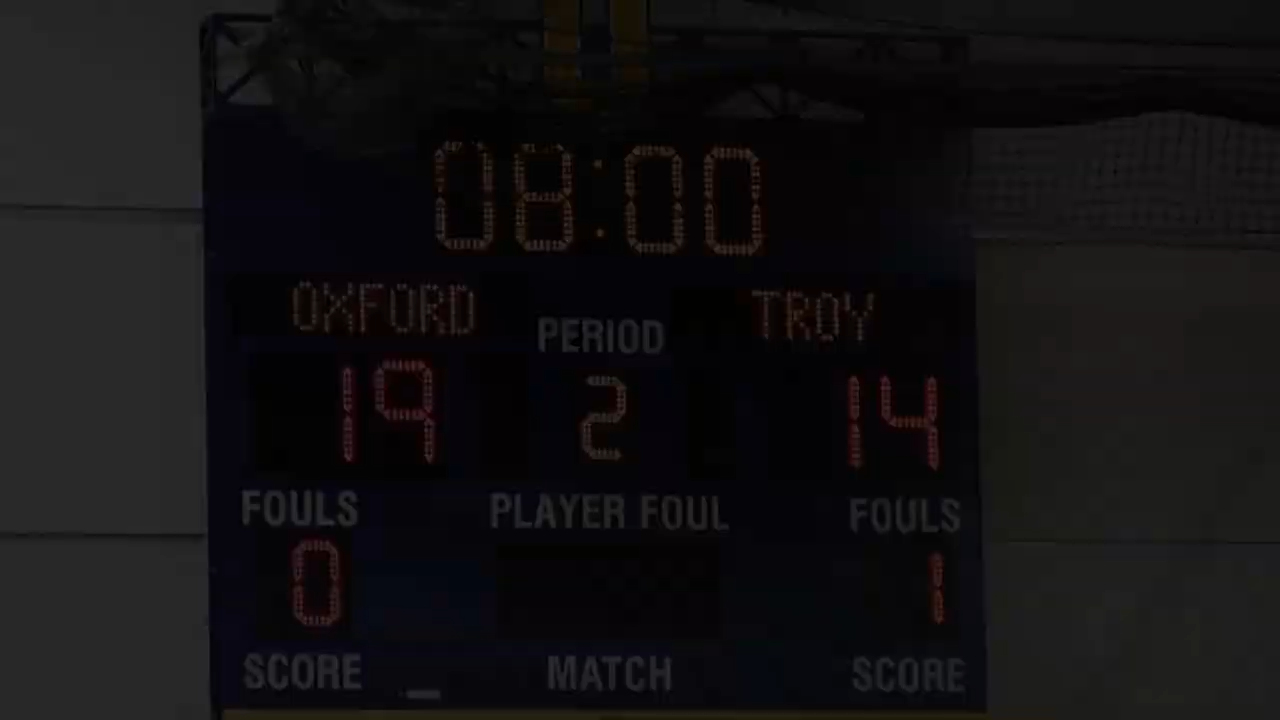 08:00
OXFORD PERIOD TROY
19 2 14
FOULS PLAYER FOUL FOULS
0 1
SCORE MATCH SCORE